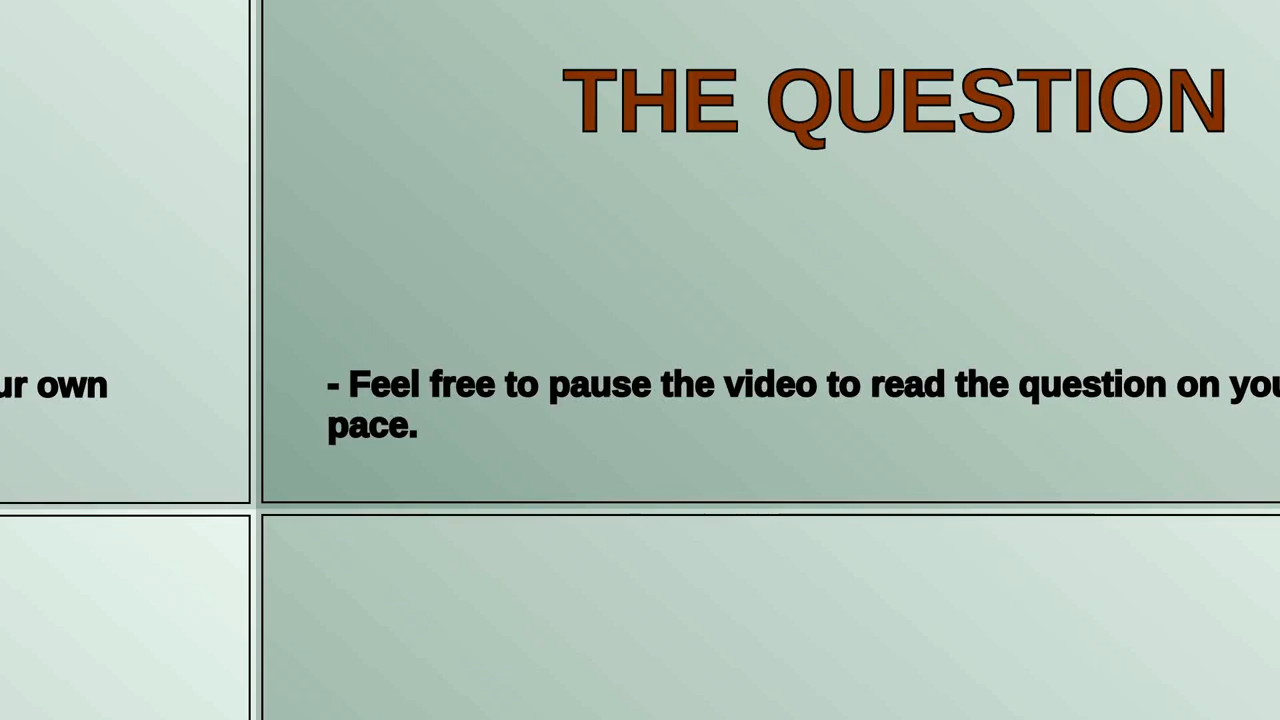 THE QUESTION
ur own
- Feel free to pause the video to read the question on you
pace.